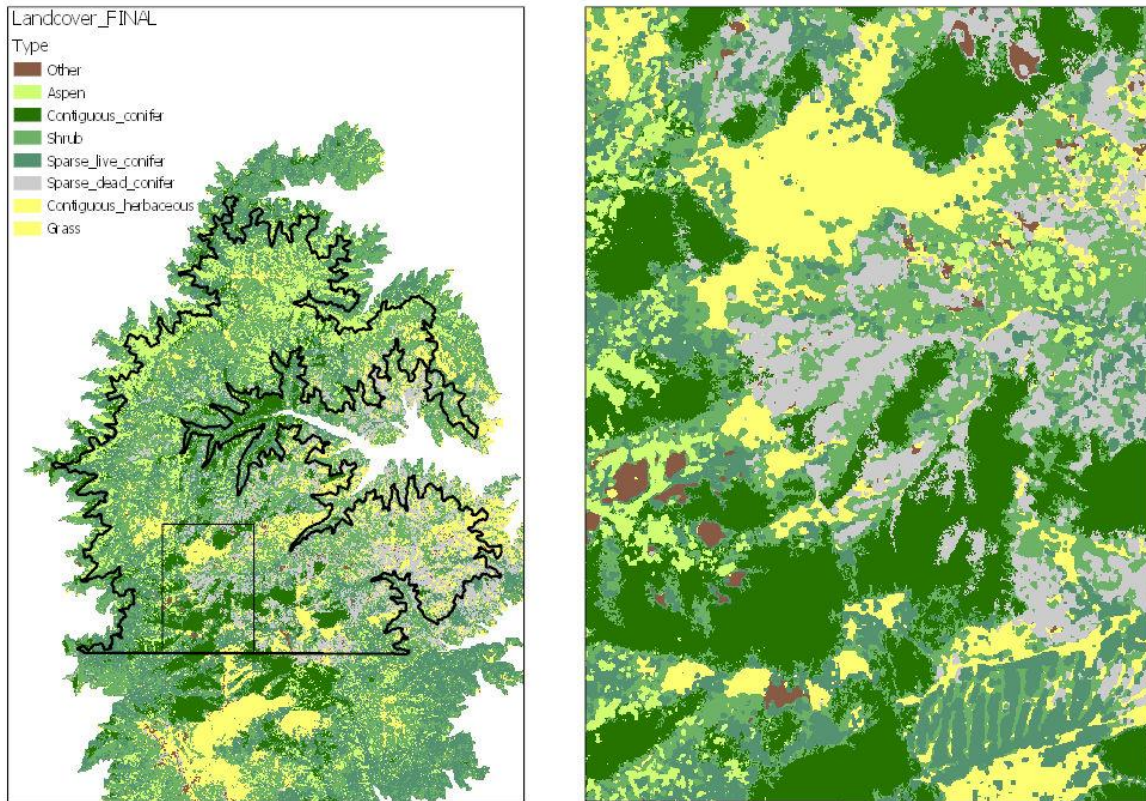 Landcover_FINAL
Type
Other
Aspen
Contiguous_conifer
Shrub
Sparse_live_conifer
Sparse_dead_conifer
Contiguous_herbaceous
Grass